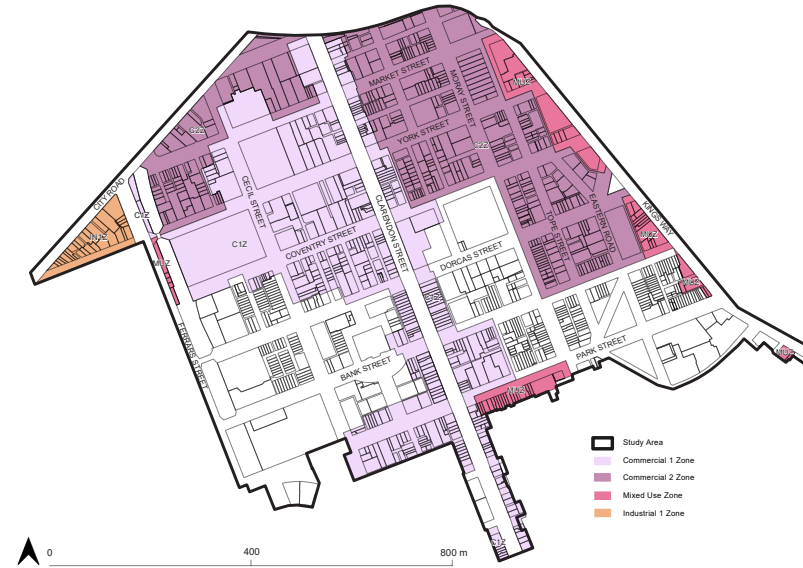 MARKET STREET
MORAY STREET
MUZ
YORK STREET
C2Z
C2Z
CITY ROAD
CECIL STREET
C1Z
CLARENDON STREET
TOPE STREET
EASTERN ROAD
KINGS WAY
IN1Z
C1Z
COVENTRY STREET
DORCAS STREET
MUZ
MUZ
C1Z
MUZ
FERRARS STREET
BANK STREET
PARK STREET
MUZ
MUZ
C1Z
Study Area
Commercial 1 Zone
Commercial 2 Zone
Mixed Use Zone
Industrial 1 Zone
0 400 800 m